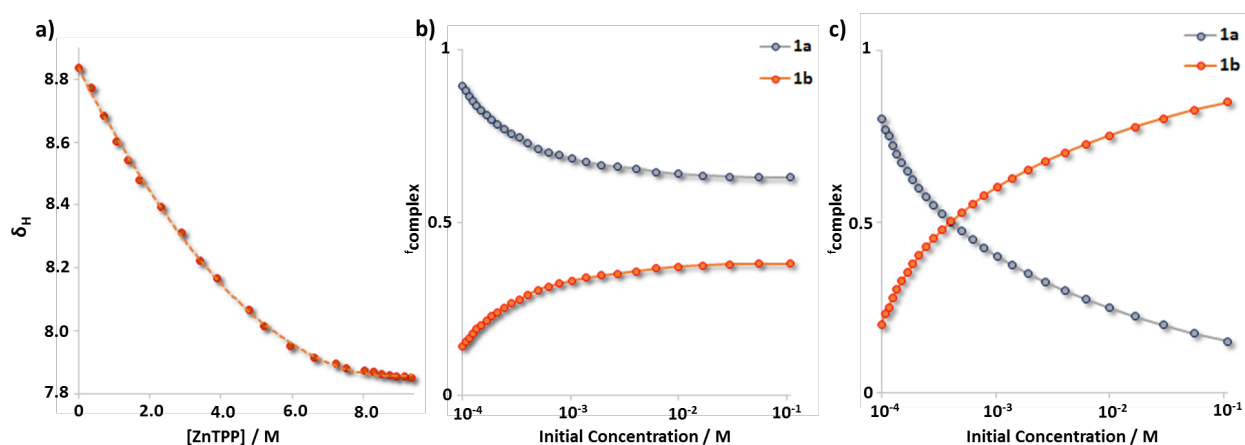 a)
8.8
8.6
8.4
8.2
8.0
7.8
δH
0 2.0 4.0 6.0 8.0
[ZnTPP] / M
b)
1
0.5
0
fcomplex
1a
1b
10-4 10-3 10-2 10-1
Initial Concentration / M
c)
1
0.5
0
fcomplex
1a
1b
10-4 10-3 10-2 10-1
Initial Concentration / M